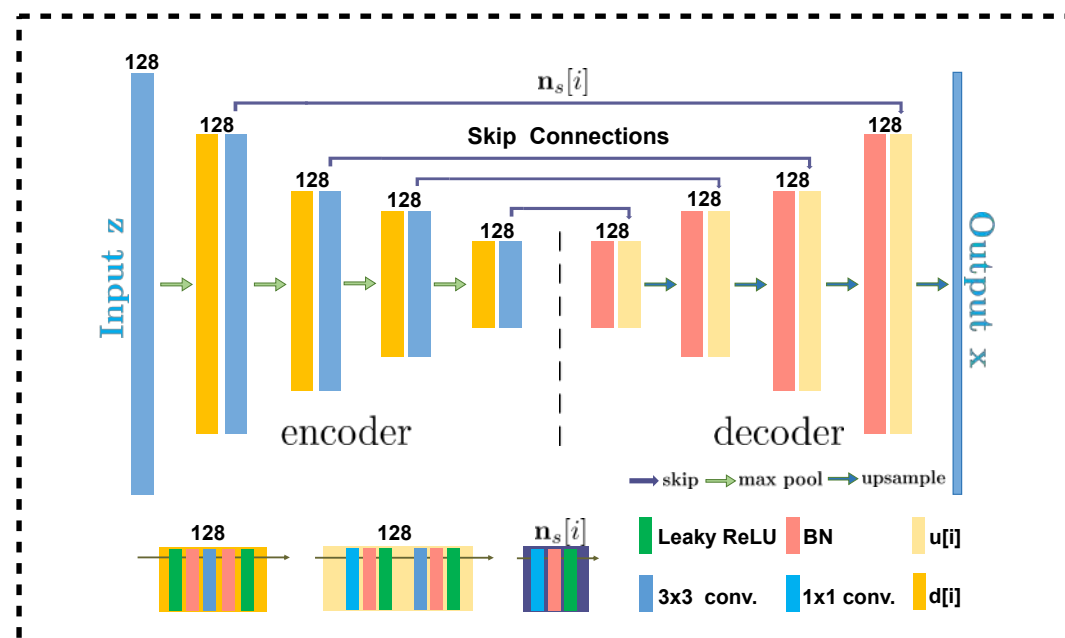 128
n_s[i]
128
128
Skip Connections
128
128
128
128
128
128
128
Input z
Output x
encoder
decoder
skip
max pool
upsample
128
128
n_s[i]
Leaky ReLU
BN
u[i]
3x3 conv.
1x1 conv.
d[i]